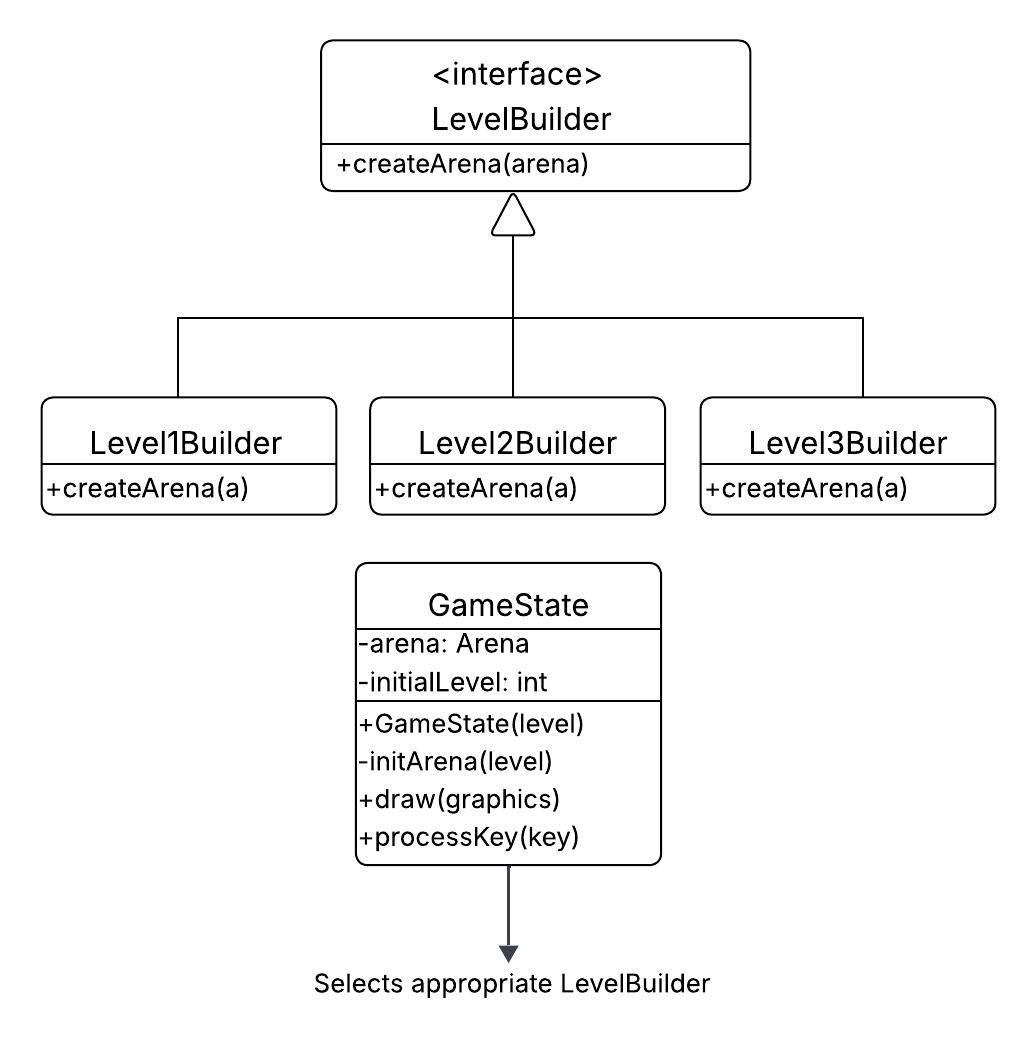 <interface>
LevelBuilder
+createArena(arena)
Level1Builder
+createArena(a)
Level2Builder
+createArena(a)
Level3Builder
+createArena(a)
GameState
-arena: Arena
-initialLevel: int
+GameState(level)
-initArena(level)
+draw(graphics)
+processKey(key)
Selects appropriate LevelBuilder